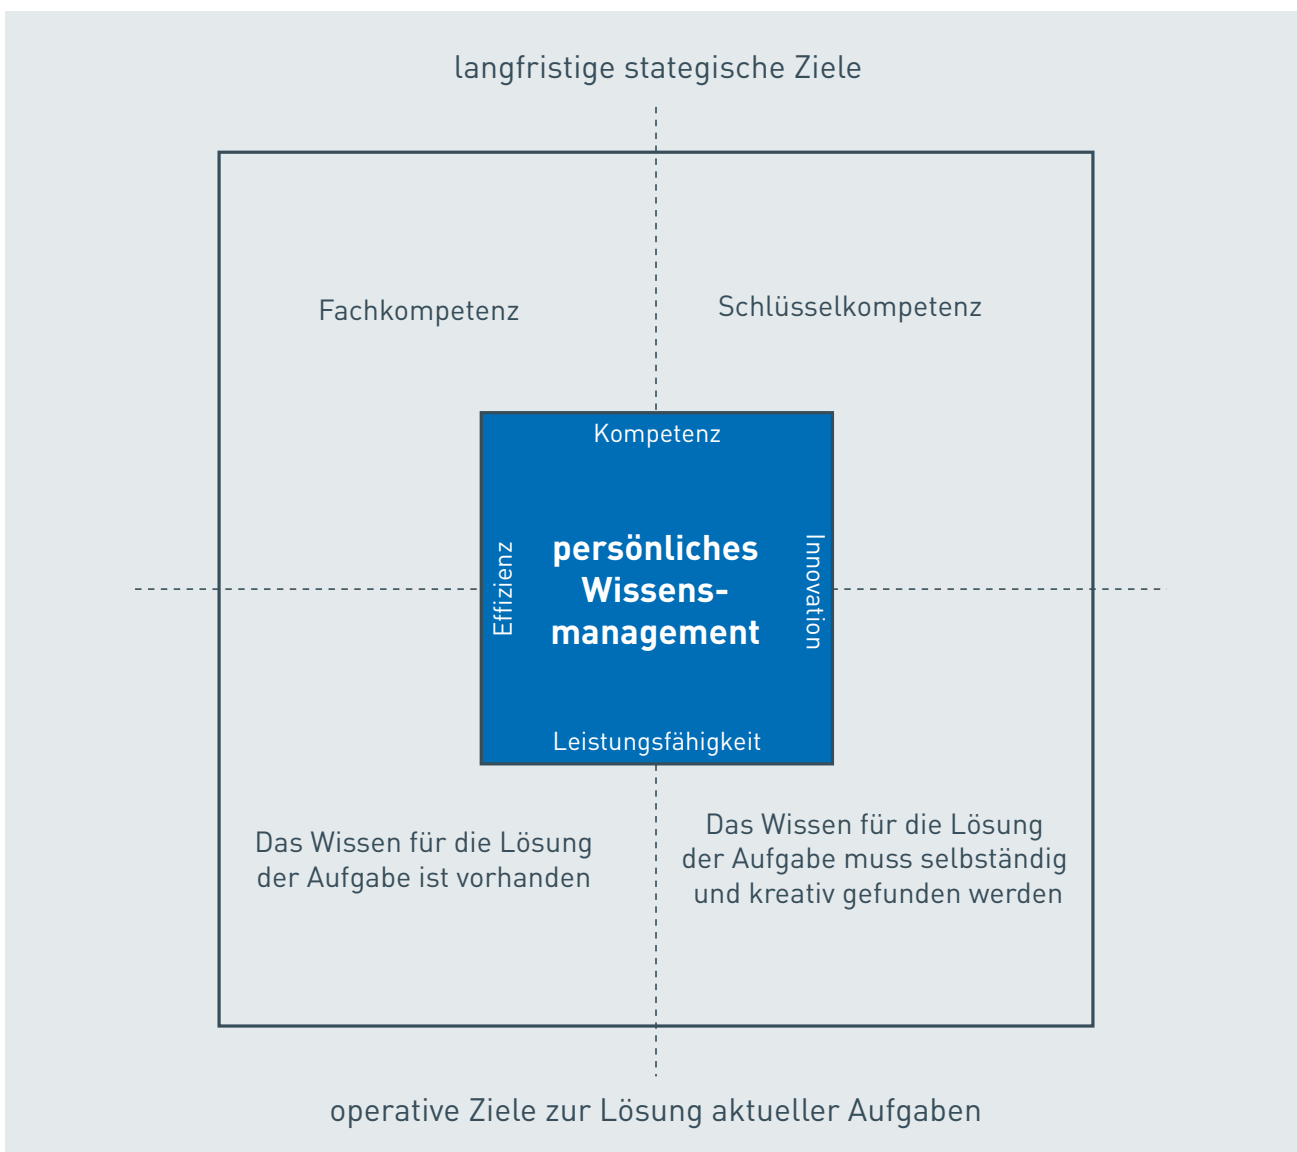 langfristige stategische Ziele
Fachkompetenz
Schlüsselkompetenz
Kompetenz
Effizienz
persönliches
Wissens-
management
Innovation
Leistungsfähigkeit
Das Wissen für die Lösung
der Aufgabe ist vorhanden
Das Wissen für die Lösung
der Aufgabe muss selbständig
und kreativ gefunden werden
operative Ziele zur Lösung aktueller Aufgaben